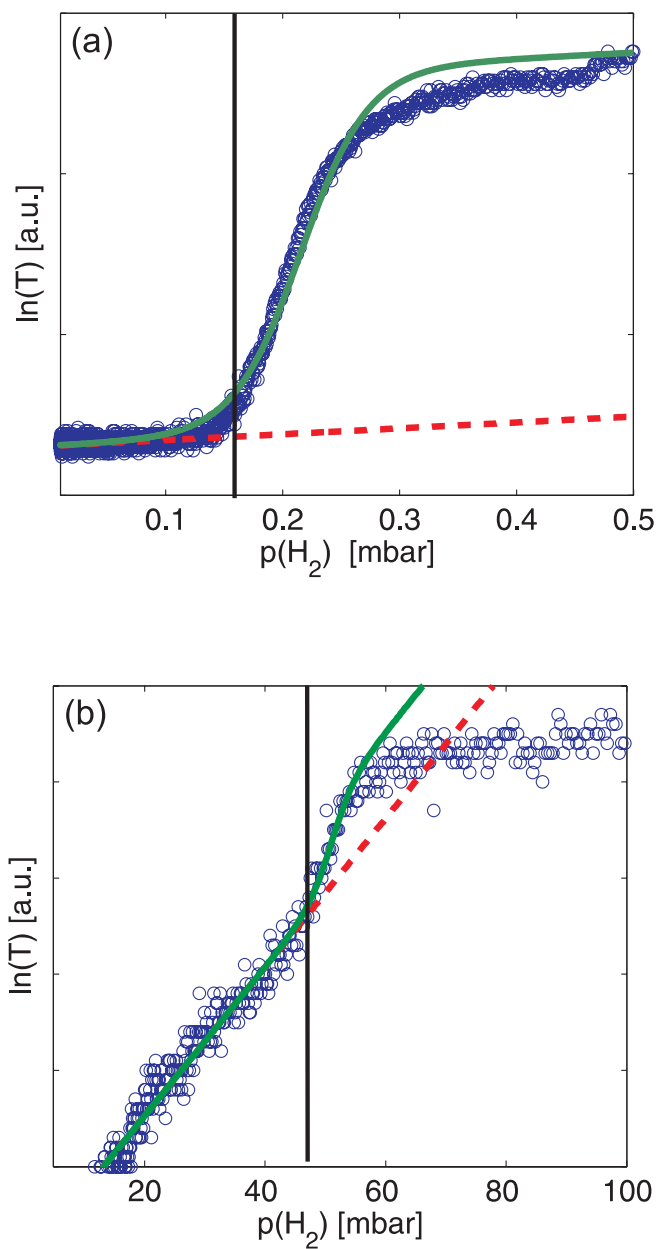 (a)
ln(T) [a.u.]
0.1 0.2 0.3 0.4 0.5
p(H₂) [mbar]
(b)
ln(T) [a.u.]
20 40 60 80 100
p(H₂) [mbar]